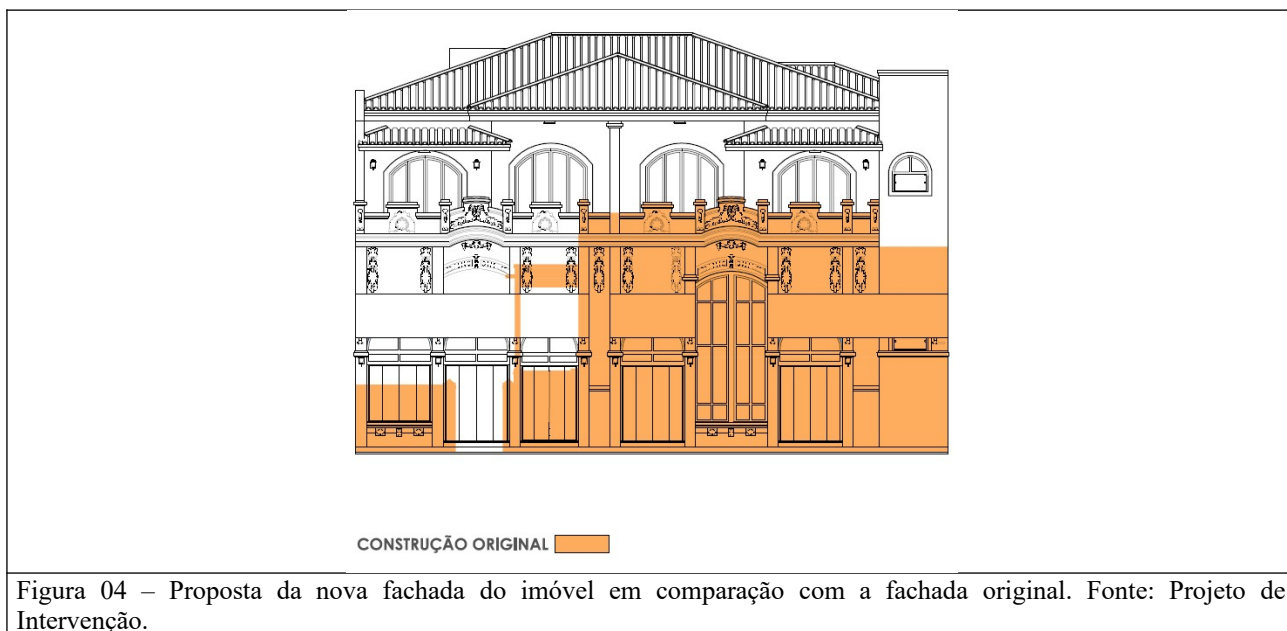 CONSTRUÇÃO ORIGINAL
Figura 04 – Proposta da nova fachada do imóvel em comparação com a fachada original. Fonte: Projeto de
Intervenção.